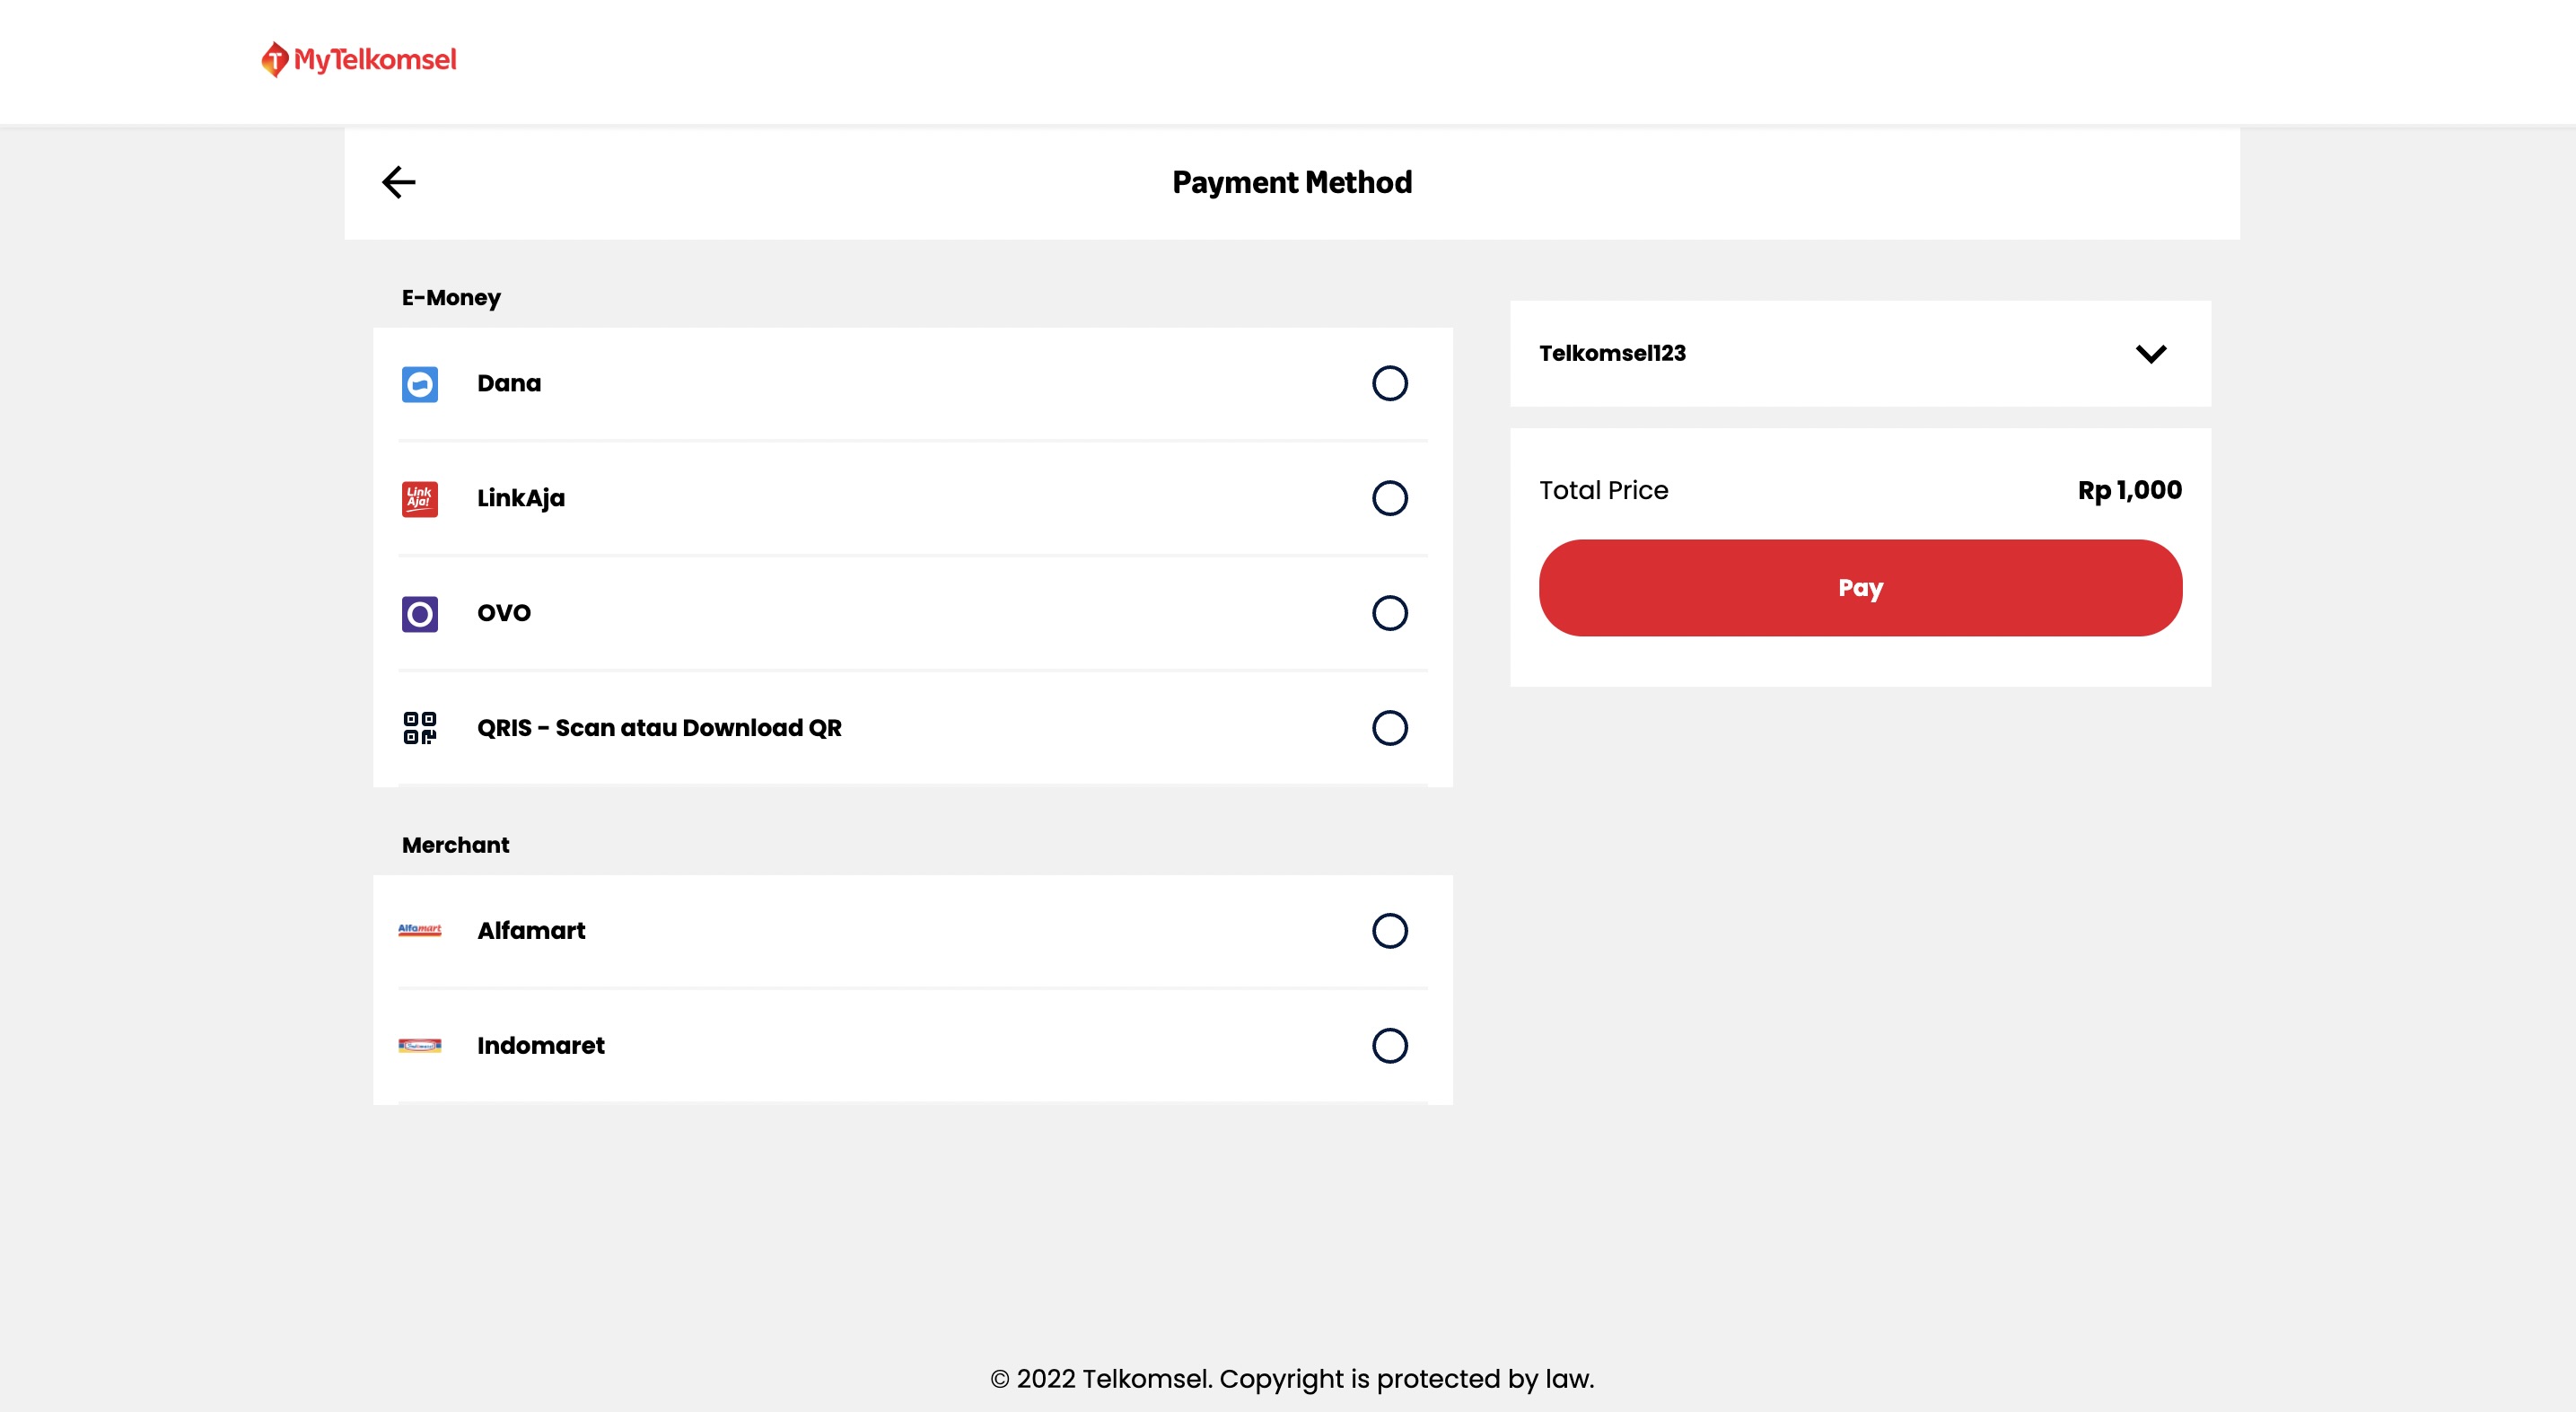 MyTelkomsel
Payment Method
E-Money
Dana
Link Aja!
LinkAja
OVO
QRIS - Scan atau Download QR
Merchant
Alfamart
Alfamart
Indomaret
Indomaret
Telkomsel123
Total Price
Rp 1,000
Pay
© 2022 Telkomsel. Copyright is protected by law.